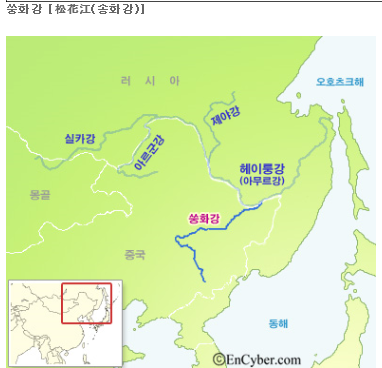 쑹화강 [松花江(송화강)]
러시아
오호츠크해
제야강
실카강
아르군강
헤이룽강
(아무르강)
몽골
쑹화강
중국
동해
©EnCyber.com